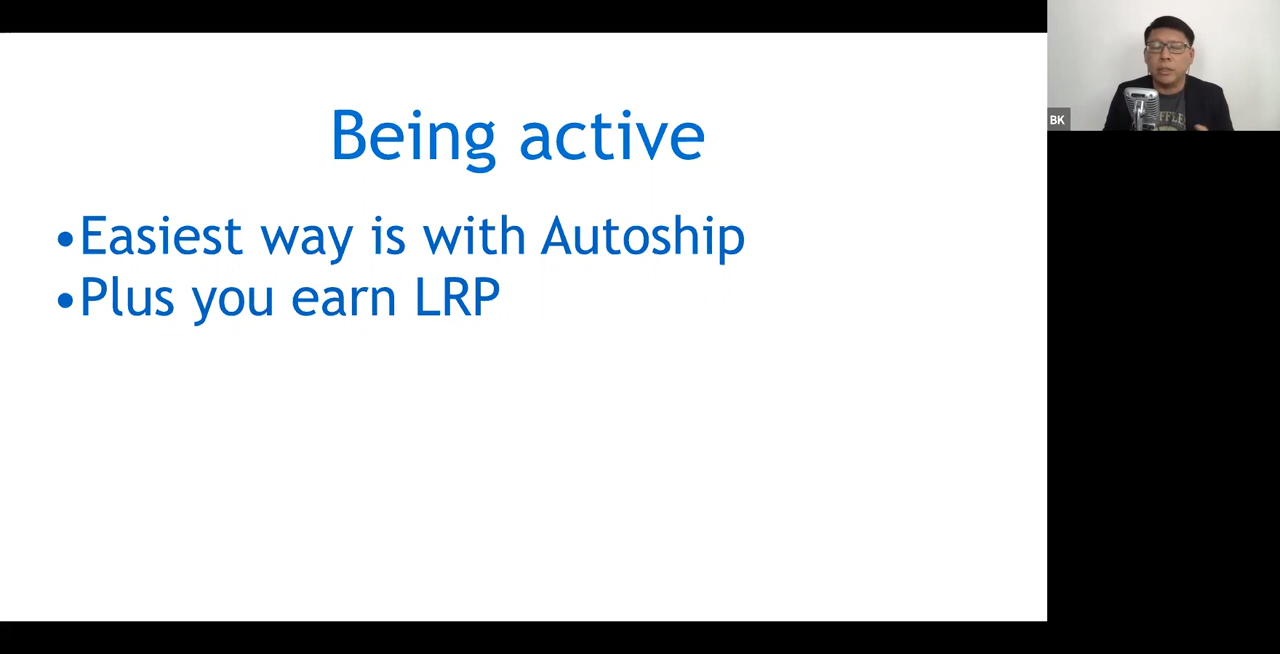 Being active
•Easiest way is with Autoship
•Plus you earn LRP
BK